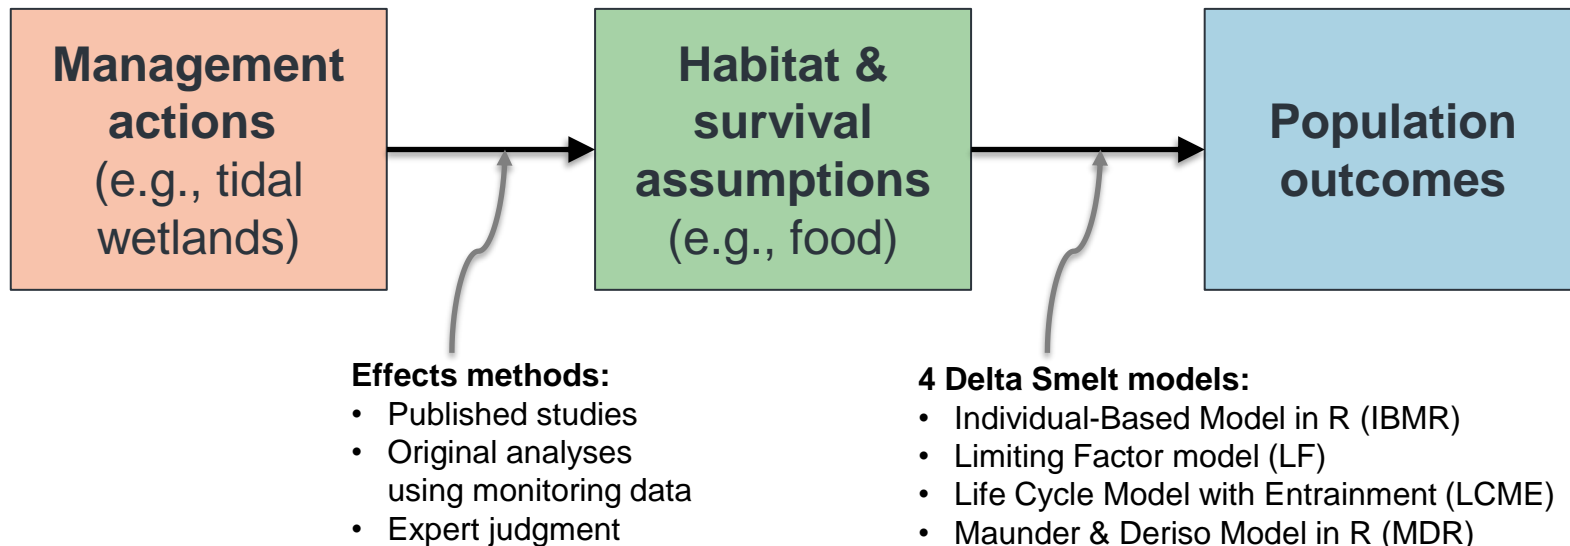 Management
actions
(e.g., tidal
wetlands)
Habitat &
survival
assumptions
(e.g., food)
Population
outcomes
Effects methods:
• Published studies
• Original analyses
using monitoring data
• Expert judgment
4 Delta Smelt models:
• Individual-Based Model in R (IBMR)
• Limiting Factor model (LF)
• Life Cycle Model with Entrainment (LCME)
• Maunder & Deriso Model in R (MDR)